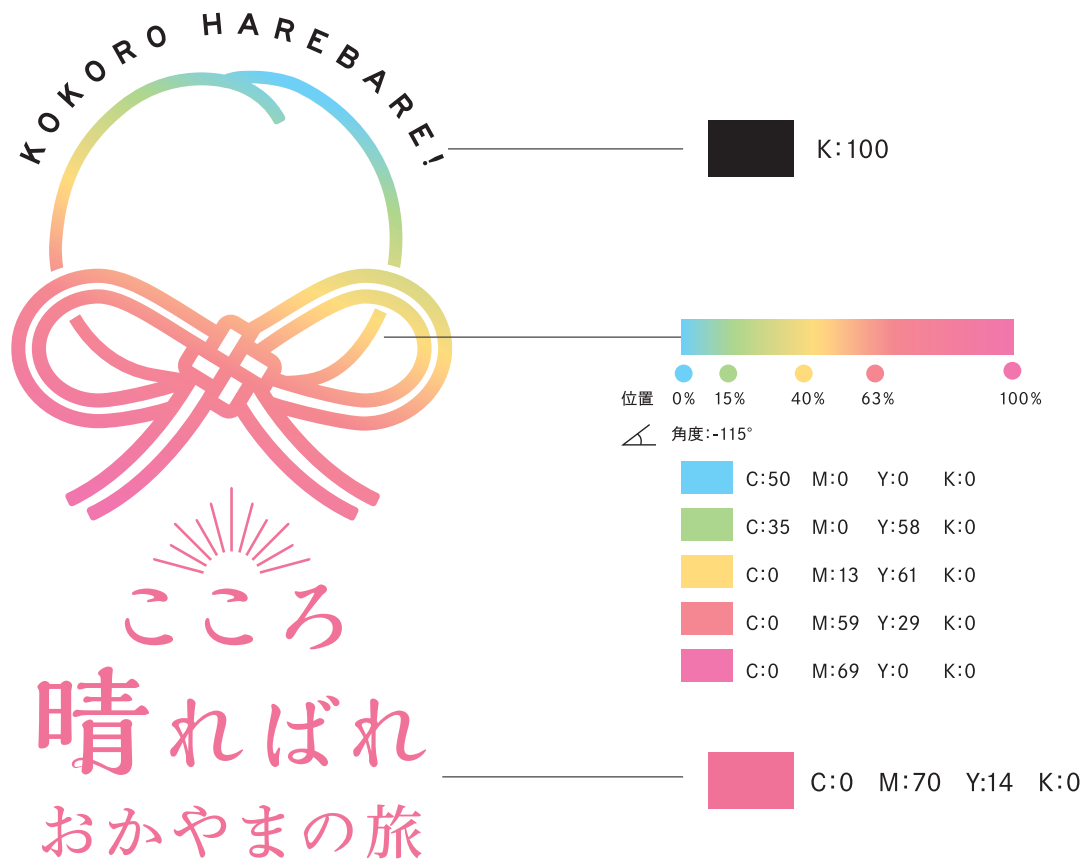 KOKORO HAREBARE!
K:100
位置 0% 15% 40% 63% 100%
角度:-115°
C:50 M:0 Y:0 K:0
C:35 M:0 Y:58 K:0
C:0 M:13 Y:61 K:0
C:0 M:59 Y:29 K:0
C:0 M:69 Y:0 K:0
こころ
晴ればれ
おかやまの旅
C:0 M:70 Y:14 K:0